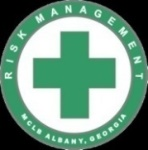 RISK MANAGEMENT
MCLB ALBANY, GEORGIA